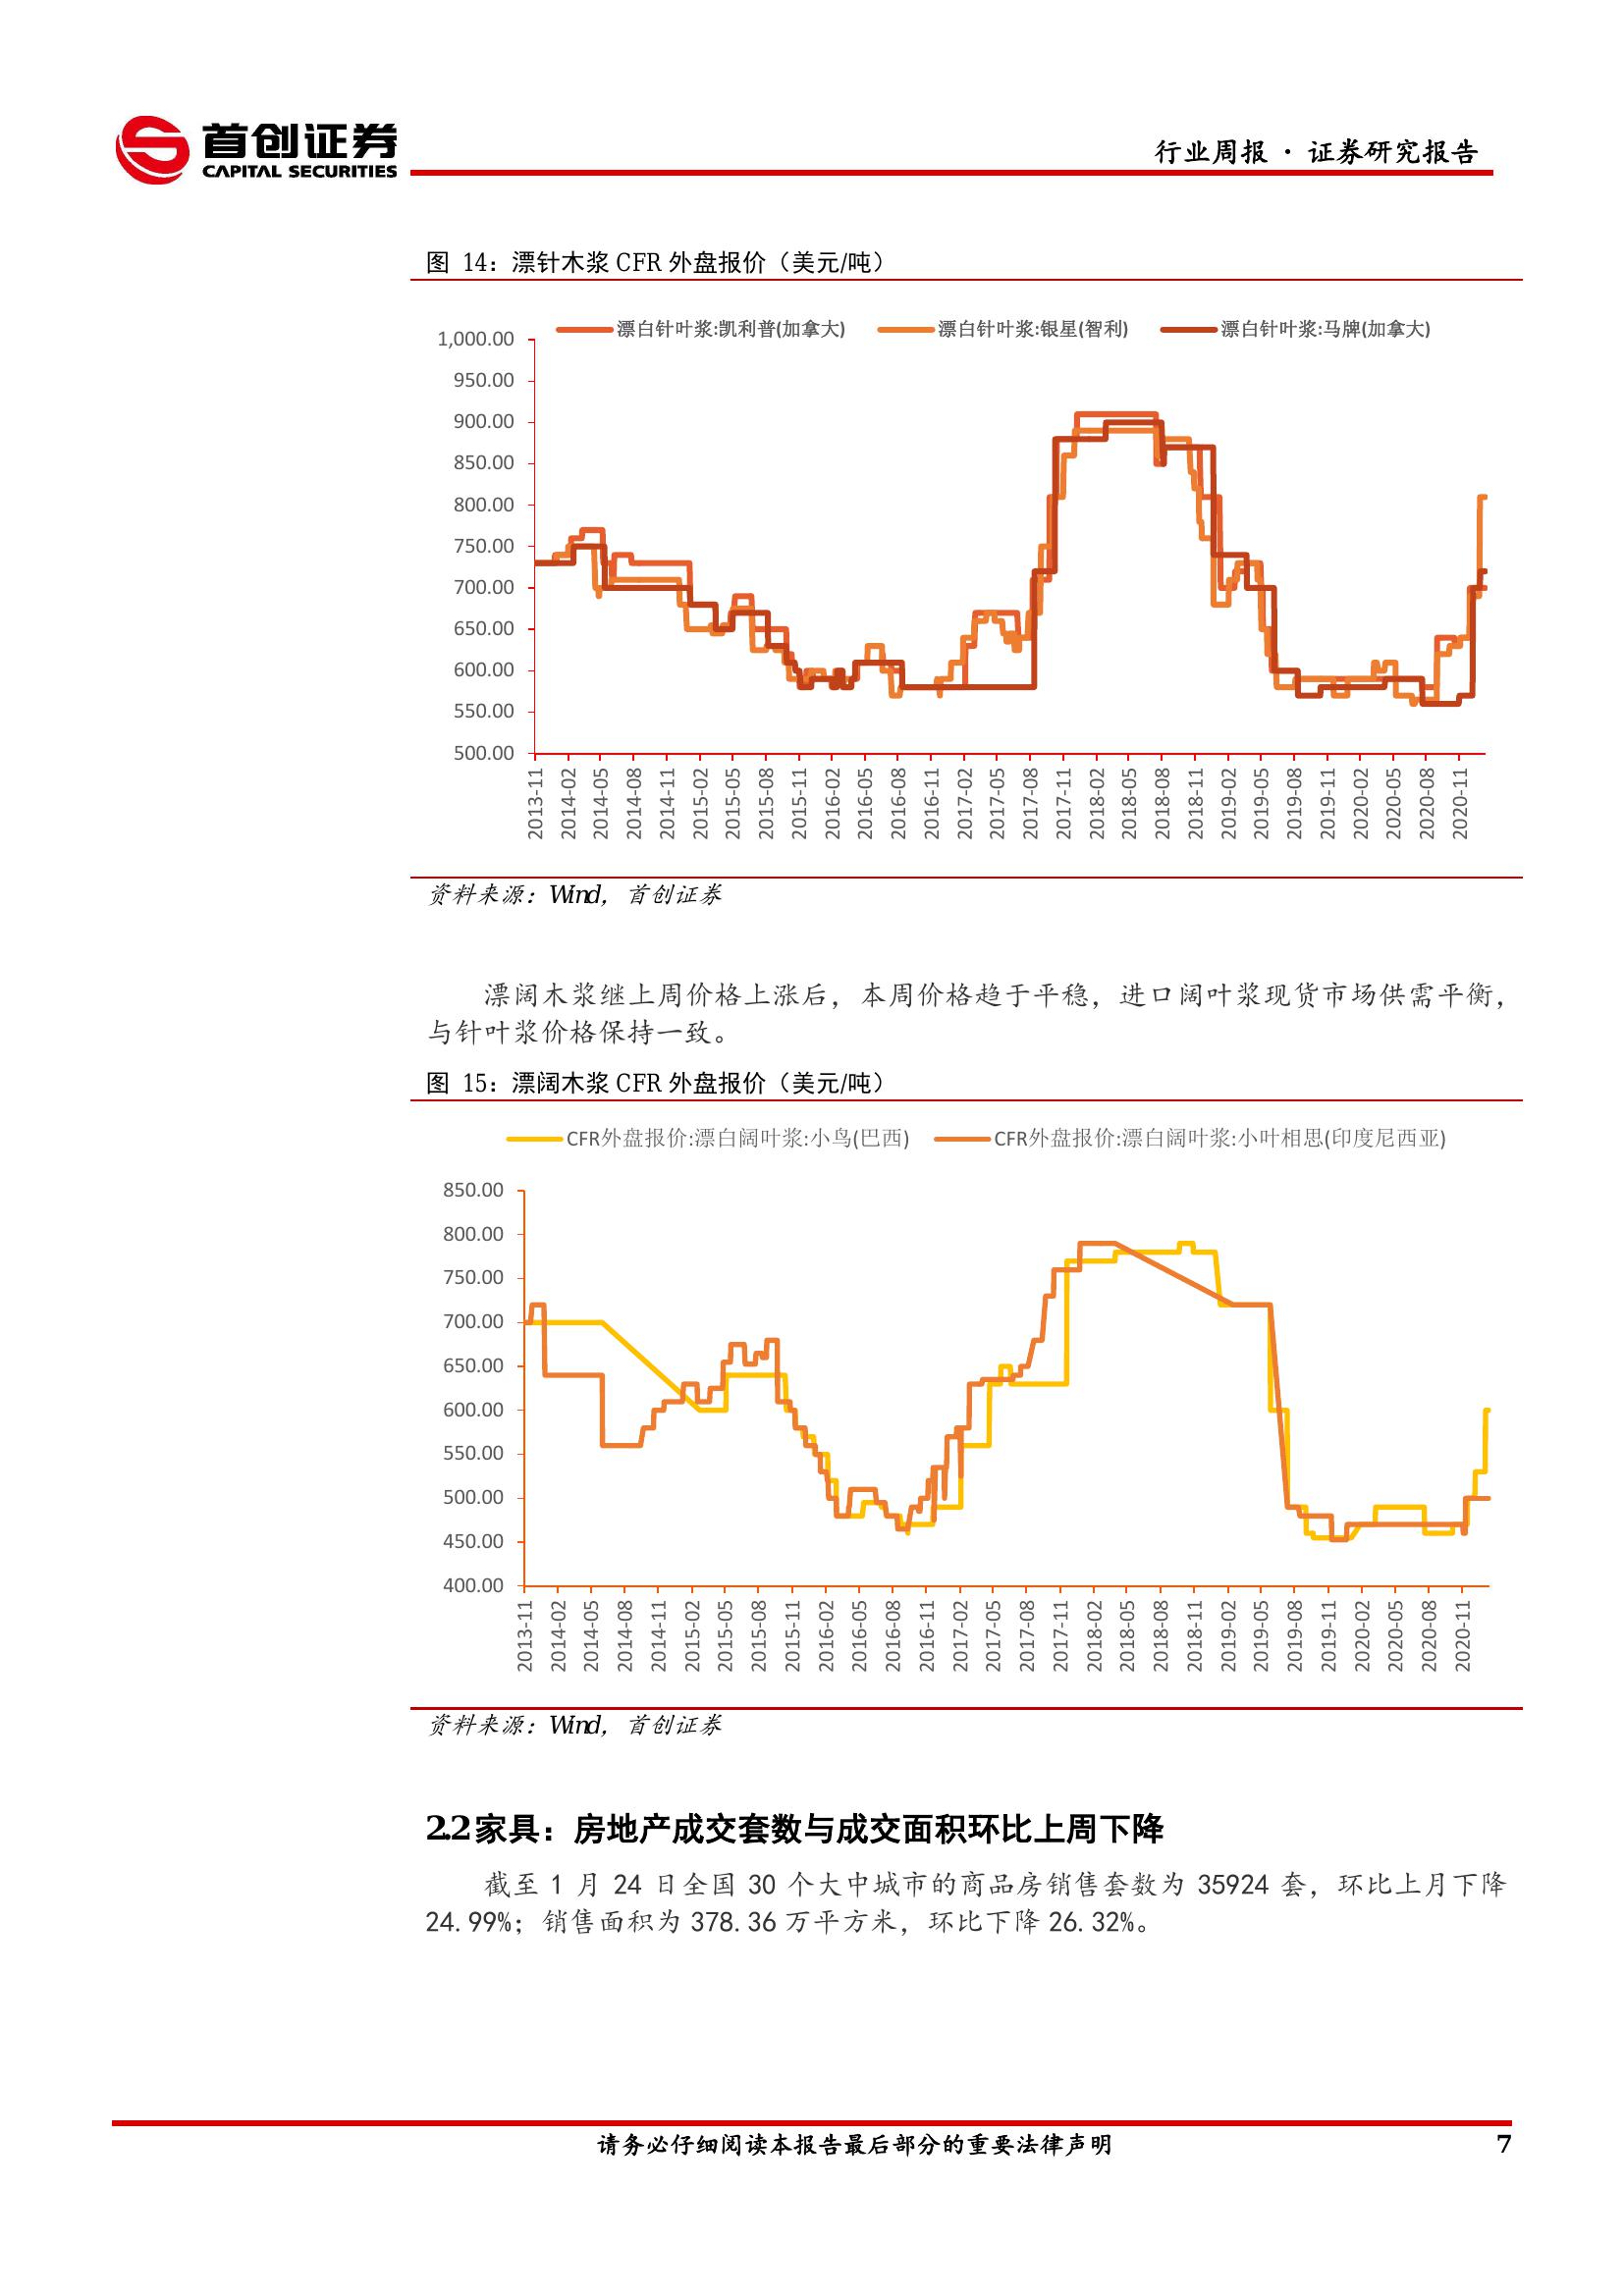 首创证券
CAPITAL SECURITIES
行业周报 · 证券研究报告
图 14：漂针木浆 CFR 外盘报价（美元/吨）
漂白针叶浆:凯利普(加拿大) 漂白针叶浆:银星(智利) 漂白针叶浆:马牌(加拿大)
1,000.00
950.00
900.00
850.00
800.00
750.00
700.00
650.00
600.00
550.00
500.00
2013-11 2014-02 2014-05 2014-08 2014-11 2015-02 2015-05 2015-08 2015-11 2016-02 2016-05 2016-08 2016-11 2017-02 2017-05 2017-08 2017-11 2018-02 2018-05 2018-08 2018-11 2019-02 2019-05 2019-08 2019-11 2020-02 2020-05 2020-08 2020-11
资料来源：Wind，首创证券
漂阔木浆继上周价格上涨后，本周价格趋于平稳，进口阔叶浆现货市场供需平衡，
与针叶浆价格保持一致。
图 15：漂阔木浆 CFR 外盘报价（美元/吨）
CFR外盘报价:漂白阔叶浆:小鸟(巴西) CFR外盘报价:漂白阔叶浆:小叶相思(印度尼西亚)
850.00
800.00
750.00
700.00
650.00
600.00
550.00
500.00
450.00
400.00
2013-11 2014-02 2014-05 2014-08 2014-11 2015-02 2015-05 2015-08 2015-11 2016-02 2016-05 2016-08 2016-11 2017-02 2017-05 2017-08 2017-11 2018-02 2018-05 2018-08 2018-11 2019-02 2019-05 2019-08 2019-11 2020-02 2020-05 2020-08 2020-11
资料来源：Wind，首创证券
2.2 家具：房地产成交套数与成交面积环比上周下降
截至 1 月 24 日全国 30 个大中城市的商品房销售套数为 35924 套，环比上月下降
24.99%；销售面积为 378.36 万平方米，环比下降 26.32%。
请务必仔细阅读本报告最后部分的重要法律声明 7